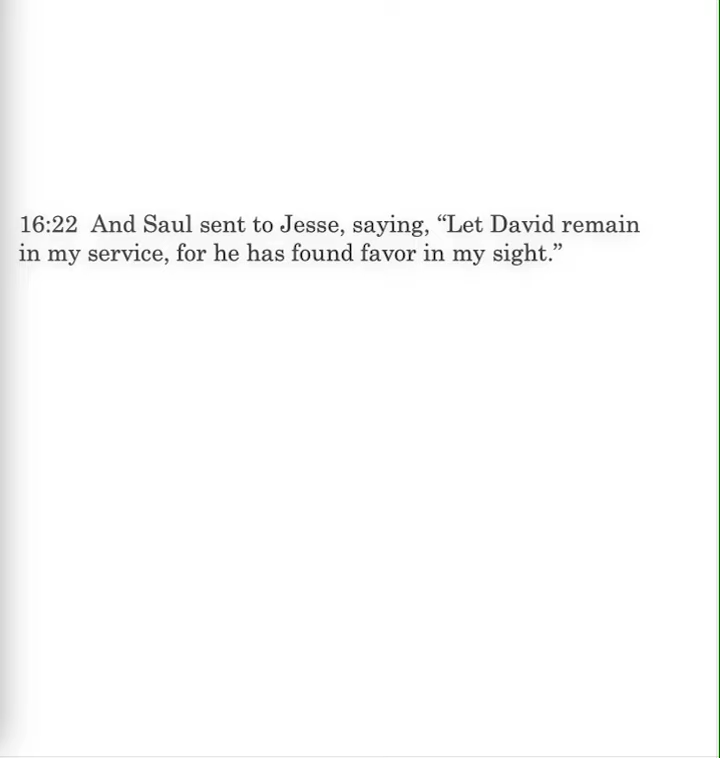 16:22 And Saul sent to Jesse, saying, “Let David remain
in my service, for he has found favor in my sight.”